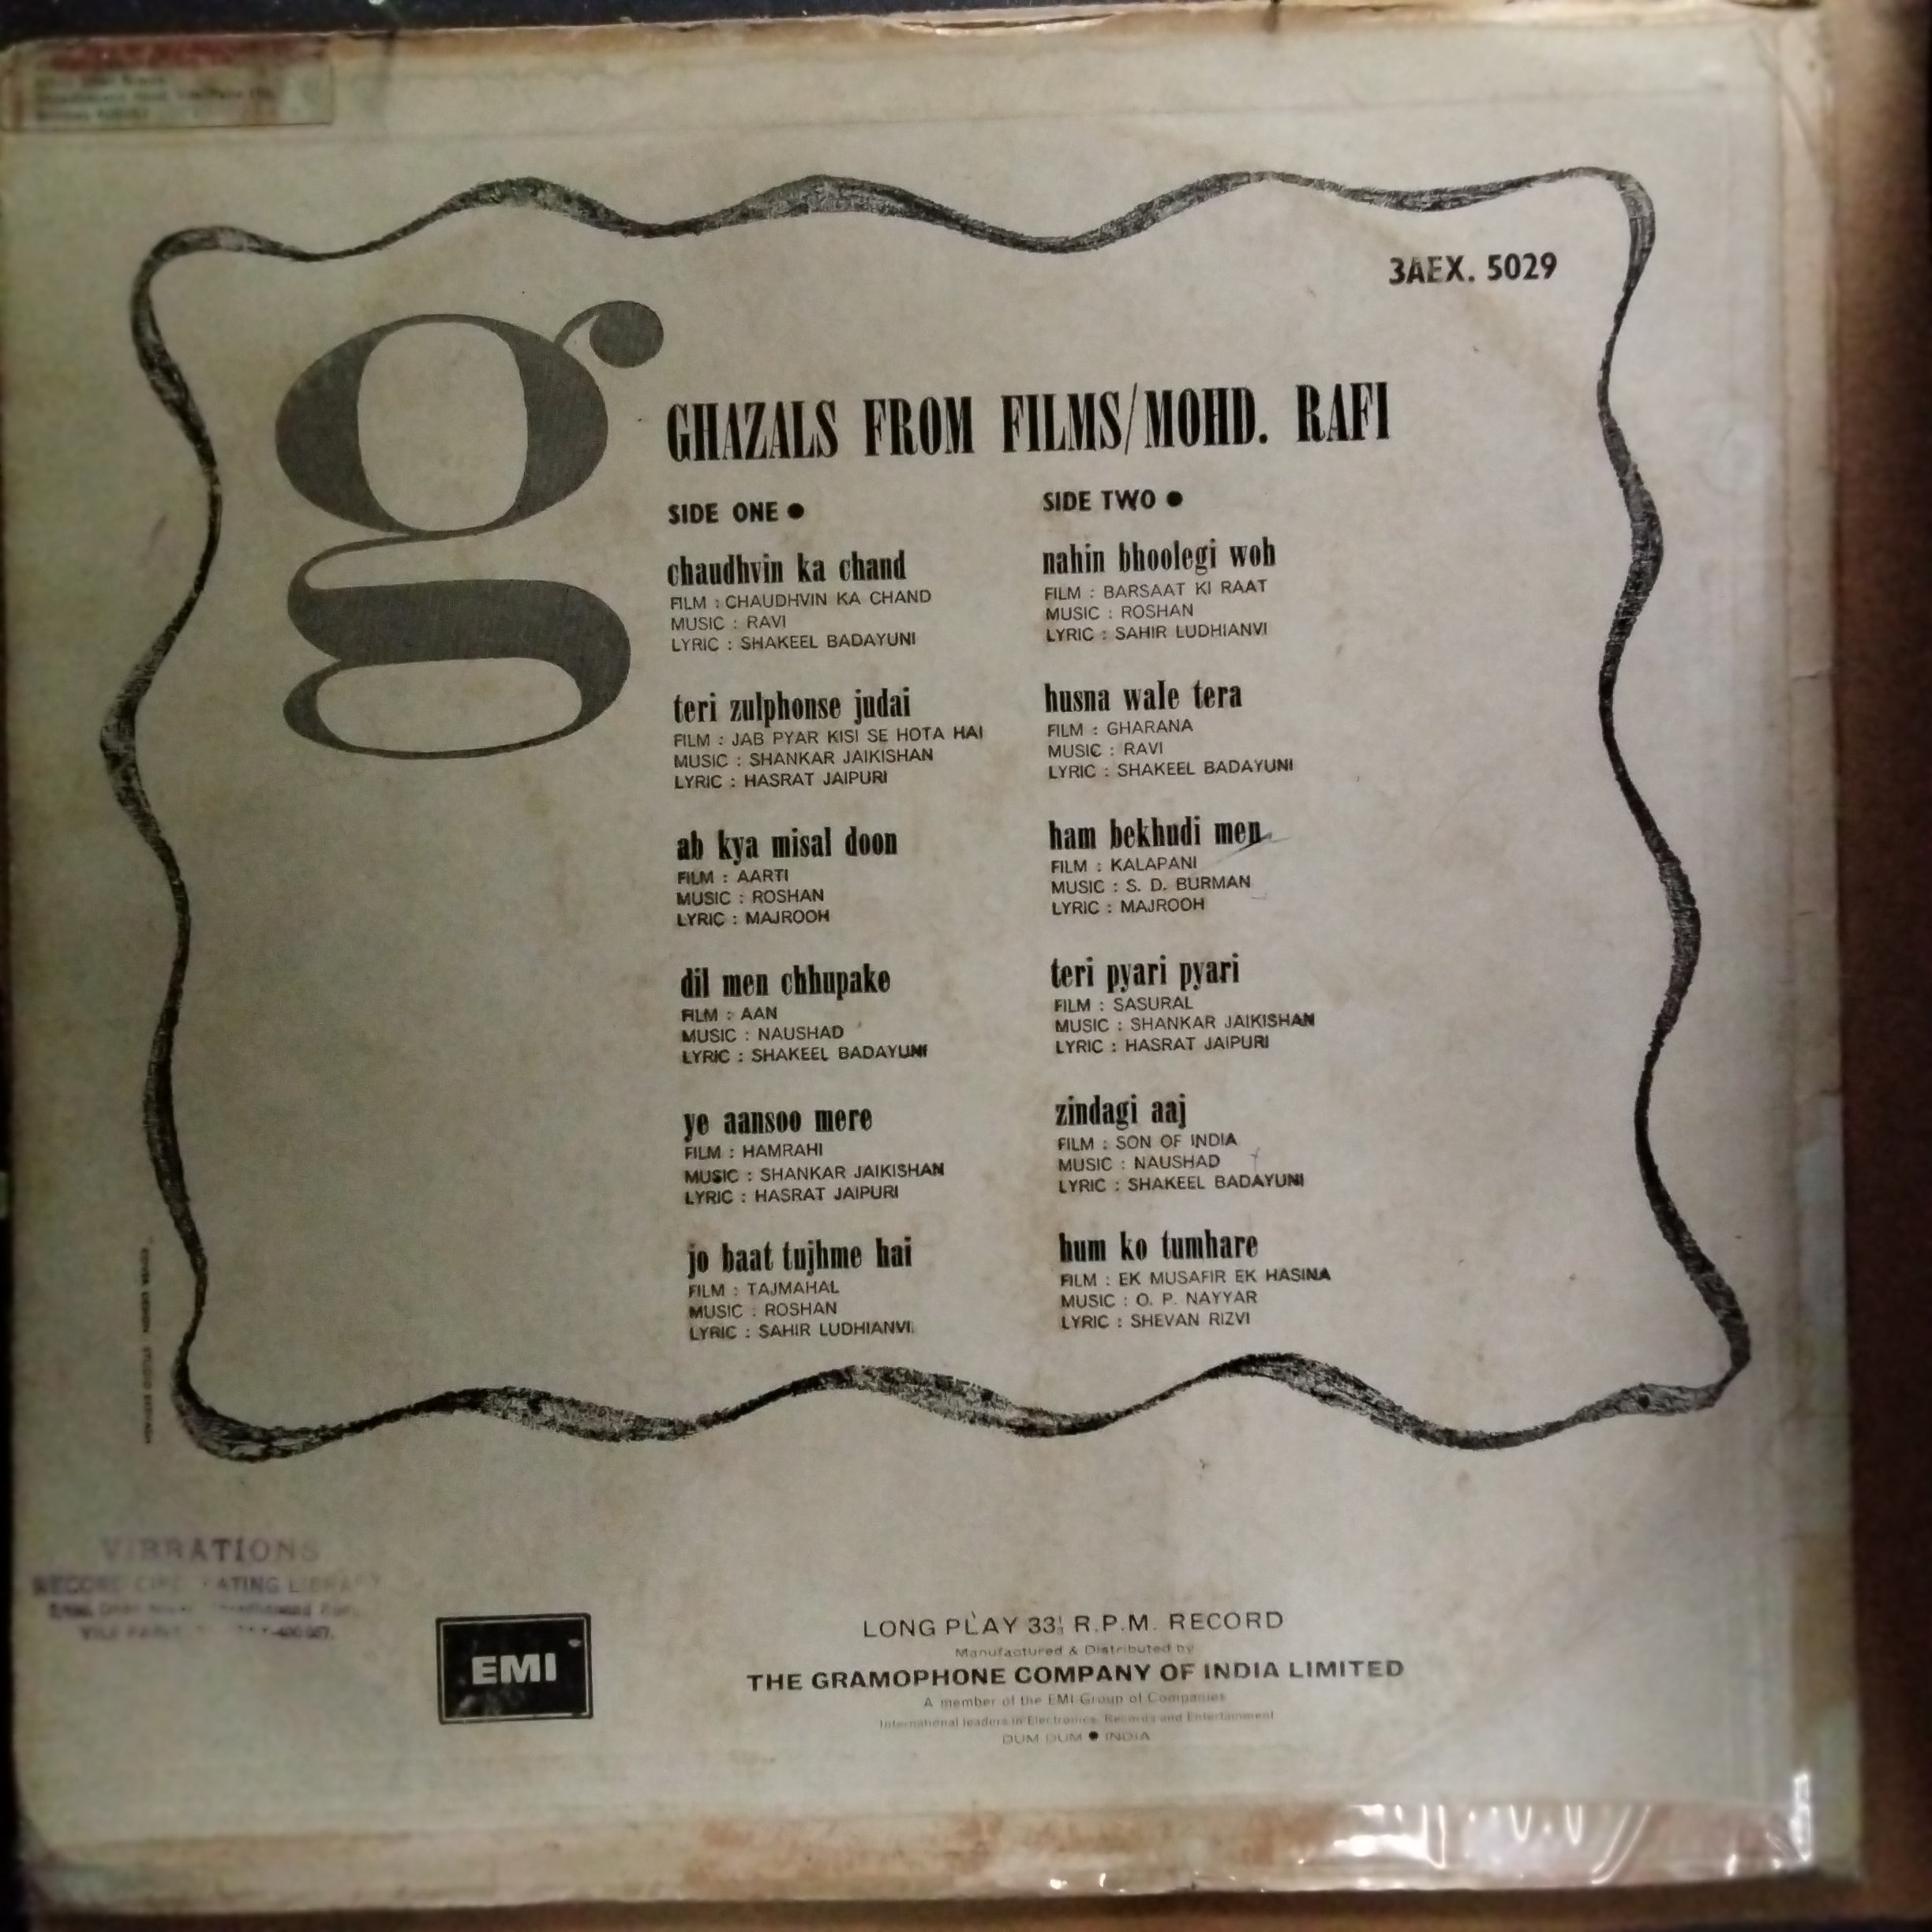 3AEX. 5029
g
GHAZALS FROM FILMS/MOHD. RAFI
SIDE ONE ●
chaudhvin ka chand
FILM : CHAUDHVIN KA CHAND
MUSIC : RAVI
LYRIC : SHAKEEL BADAYUNI
teri zulphonse judai
FILM : JAB PYAR KISI SE HOTA HAI
MUSIC : SHANKAR JAIKISHAN
LYRIC : HASRAT JAIPURI
ab kya misal doon
FILM : AARTI
MUSIC : ROSHAN
LYRIC : MAJROOH
dil men chhupake
FILM : AAN
MUSIC : NAUSHAD
LYRIC : SHAKEEL BADAYUNI
ye aansoo mere
FILM : HAMRAHI
MUSIC : SHANKAR JAIKISHAN
LYRIC : HASRAT JAIPURI
jo baat tujhme hai
FILM : TAJMAHAL
MUSIC : ROSHAN
LYRIC : SAHIR LUDHIANVI
SIDE TWO ●
nahin bhoolegi woh
FILM : BARSAAT KI RAAT
MUSIC : ROSHAN
LYRIC : SAHIR LUDHIANVI
husna wale tera
FILM : GHARANA
MUSIC : RAVI
LYRIC : SHAKEEL BADAYUNI
ham bekhudi men
FILM : KALAPANI
MUSIC : S. D. BURMAN
LYRIC : MAJROOH
teri pyari pyari
FILM : SASURAL
MUSIC : SHANKAR JAIKISHAN
LYRIC : HASRAT JAIPURI
zindagi aaj
FILM : SON OF INDIA
MUSIC : NAUSHAD
LYRIC : SHAKEEL BADAYUNI
hum ko tumhare
FILM : EK MUSAFIR EK HASINA
MUSIC : O. P. NAYYAR
LYRIC : SHEVAN RIZVI
VIBRATIONS
EMI
LONG PLAY 33⅓ R.P.M. RECORD
Manufactured & Distributed by
THE GRAMOPHONE COMPANY OF INDIA LIMITED
A member of the EMI Group of Companies
International leaders in Electronics, Records and Entertainment
DUM DUM ● INDIA